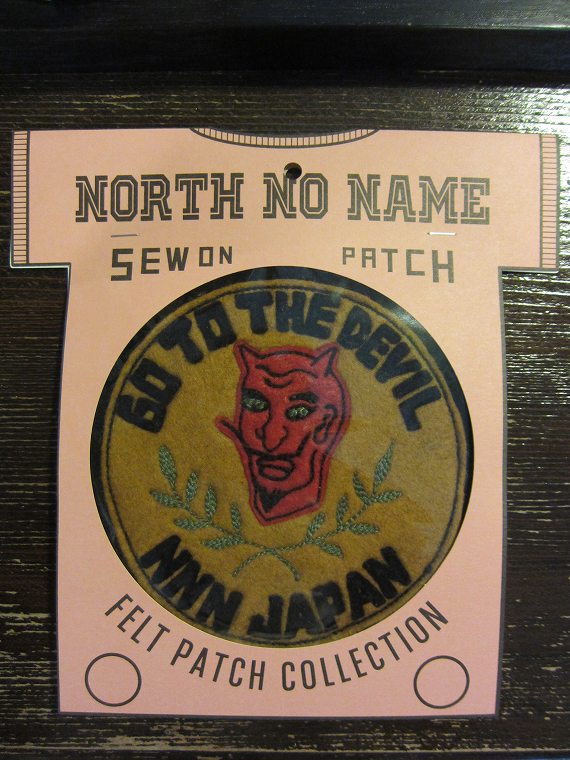 NORTH NO NAME
SEW ON PATCH
GO TO THE DEVIL
NNN JAPAN
FELT PATCH COLLECTION